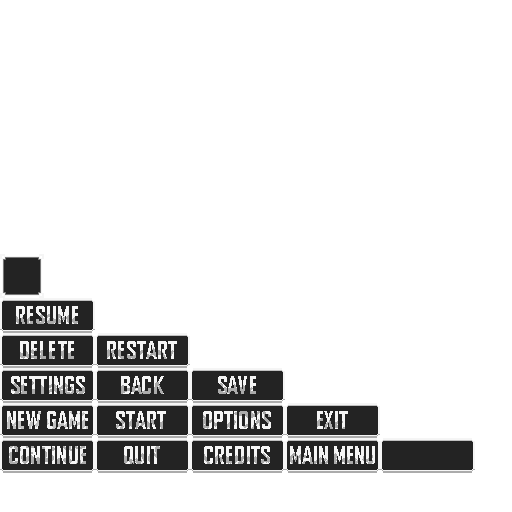 RESUME
DELETE RESTART
SETTINGS BACK SAVE
NEW GAME START OPTIONS EXIT
CONTINUE QUIT CREDITS MAIN MENU